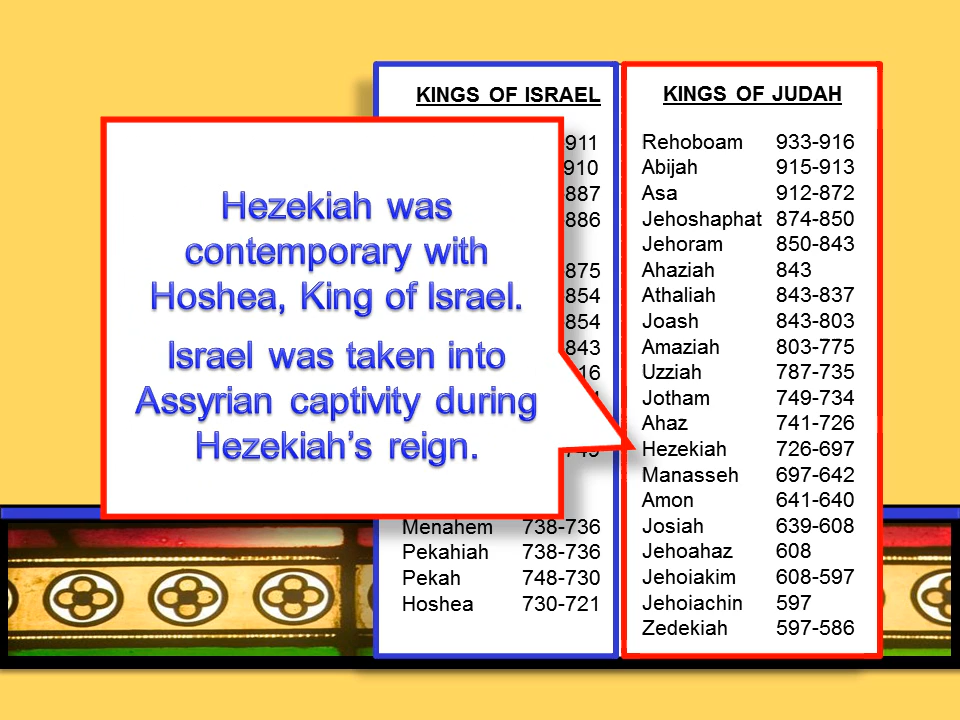 KINGS OF ISRAEL
911
910
887
886
875
854
854
843
16
Menahem 738-736
Pekahiah 738-736
Pekah 748-730
Hoshea 730-721
KINGS OF JUDAH
Rehoboam 933-916
Abijah 915-913
Asa 912-872
Jehoshaphat 874-850
Jehoram 850-843
Ahaziah 843
Athaliah 843-837
Joash 843-803
Amaziah 803-775
Uzziah 787-735
Jotham 749-734
Ahaz 741-726
Hezekiah 726-697
Manasseh 697-642
Amon 641-640
Josiah 639-608
Jehoahaz 608
Jehoiakim 608-597
Jehoiachin 597
Zedekiah 597-586
Hezekiah was
contemporary with
Hoshea, King of Israel.
Israel was taken into
Assyrian captivity during
Hezekiah's reign.